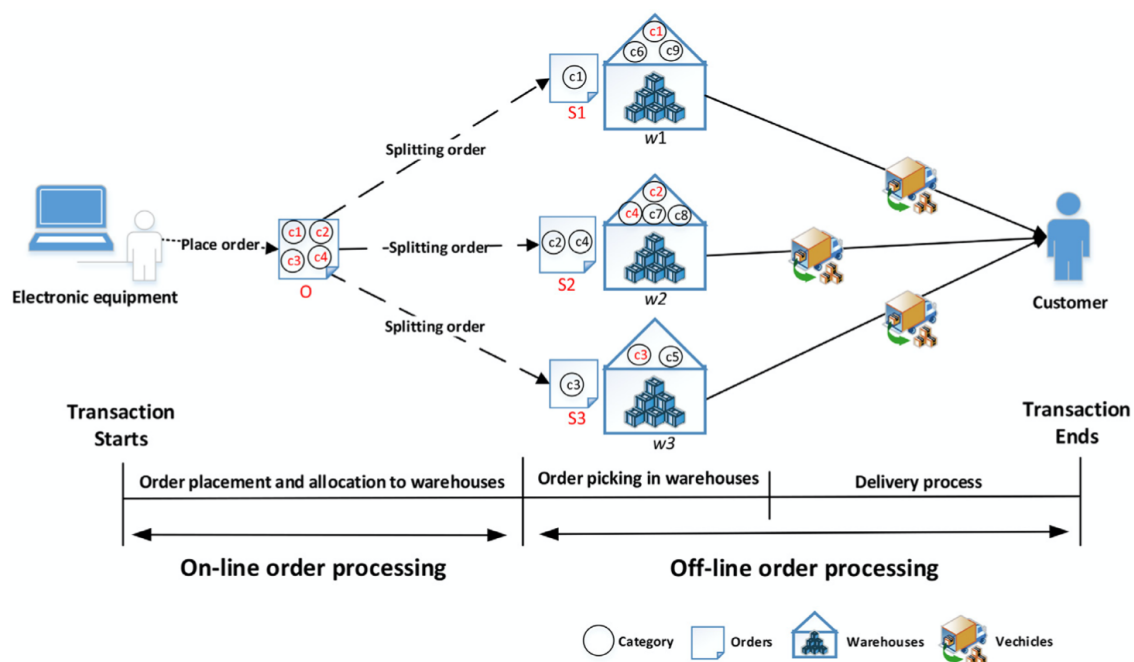 c1
c6 c9
c1
S1
w1
Splitting order
c2
c4 c7 c8
c1 c2
c3 c4
O
Place order
Splitting order
c2 c4
S2
w2
Electronic equipment
Customer
Splitting order
c3 c5
c3
S3
w3
Transaction
Starts
Transaction
Ends
Order placement and allocation to warehouses
Order picking in warehouses
Delivery process
On-line order processing
Off-line order processing
Category
Orders
Warehouses
Vechicles